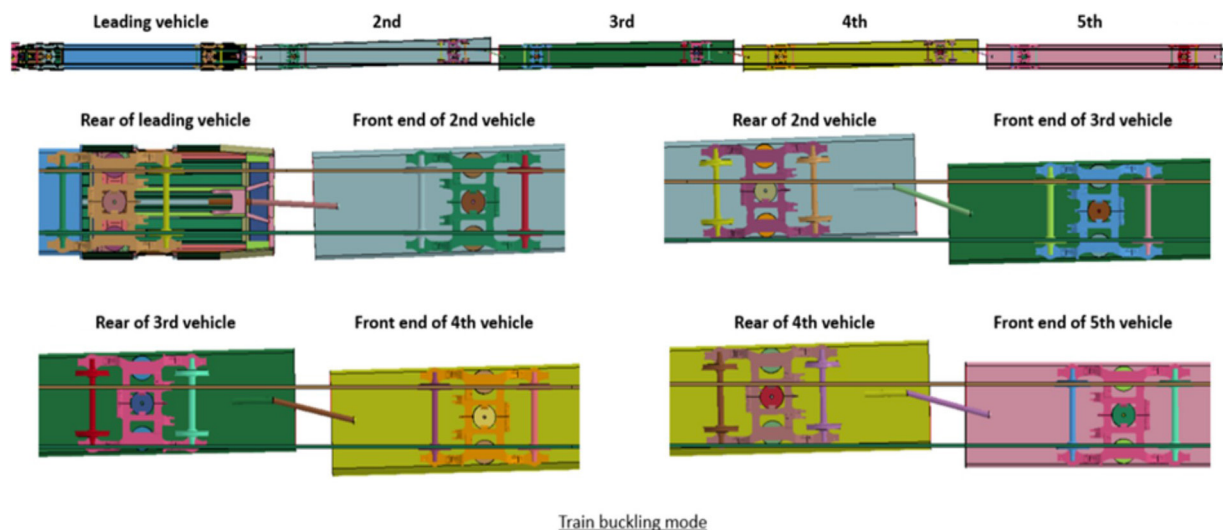 Leading vehicle
2nd
3rd
4th
5th
Rear of leading vehicle
Front end of 2nd vehicle
Rear of 2nd vehicle
Front end of 3rd vehicle
Rear of 3rd vehicle
Front end of 4th vehicle
Rear of 4th vehicle
Front end of 5th vehicle
Train buckling mode